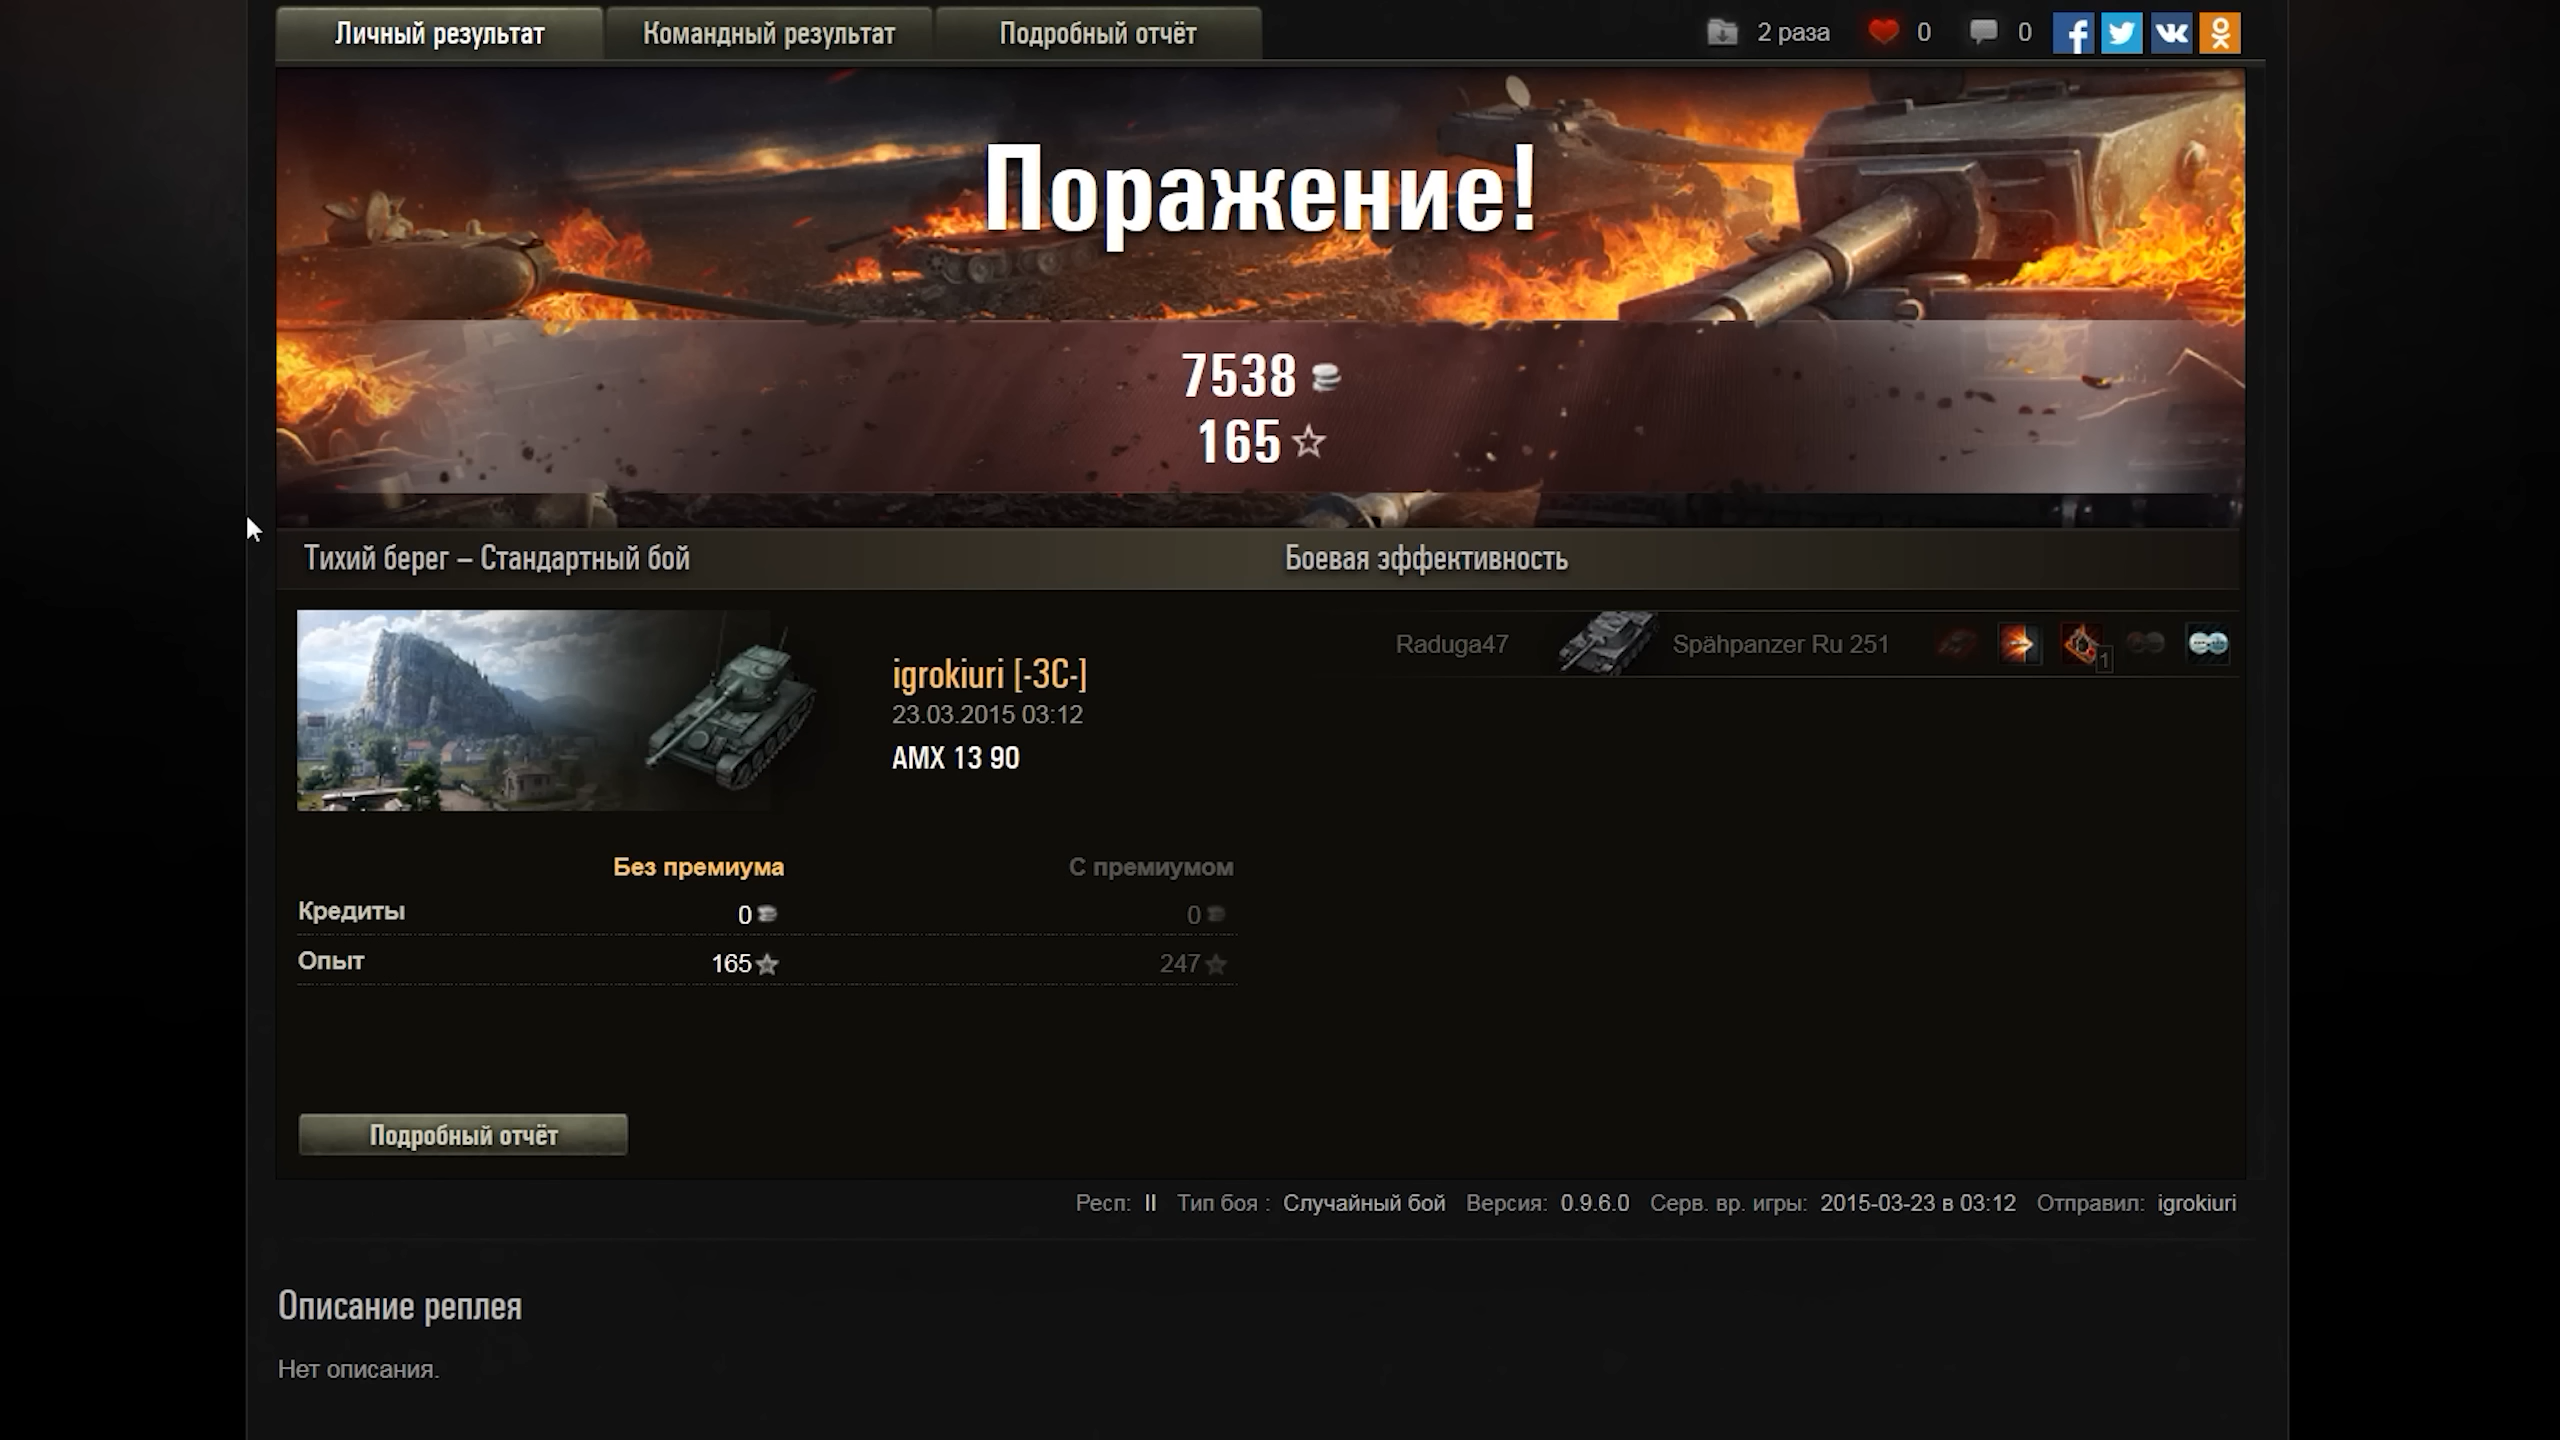 Личный результат
Командный результат
Подробный отчёт
2 раза
0
0
Поражение!
7538
165
Тихий берег – Стандартный бой
Боевая эффективность
igrokiuri [-3C-]
23.03.2015 03:12
AMX 13 90
Raduga47
Spähpanzer Ru 251
1
Без премиума
С премиумом
Кредиты
0
0
Опыт
165
247
Подробный отчёт
Респ: II Тип боя : Случайный бой Версия: 0.9.6.0 Серв. вр. игры: 2015-03-23 в 03:12 Отправил: igrokiuri
Описание реплея
Нет описания.